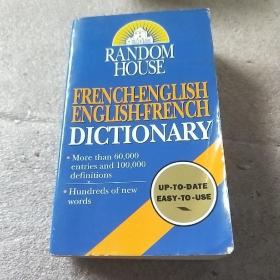 RANDOM
HOUSE
FRENCH-ENGLISH
ENGLISH-FRENCH
DICTIONARY
• More than 60,000
entries and 100,000
definitions
• Hundreds of new
words
UP-TO-DATE
EASY-TO-USE